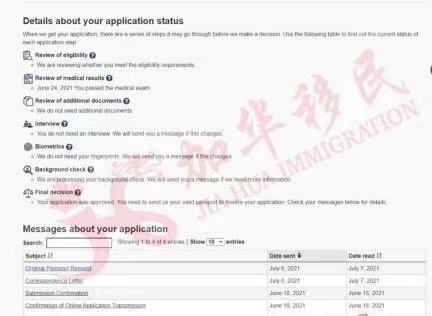 Details about your application status
When we get your application, there are a series of steps it may go through before we make a decision. Use the following table to find out the current status of
each application step
Review of eligibility
We are reviewing whether you meet the eligibility requirements
Review of medical results
June 24, 2021 You passed the medical exam.
Review of additional documents
We do not need additional documents.
Interview
You do not need an interview. We will send you a message if this changes.
Biometrics
We do not need your fingerprints. We will send you a message if this changes.
Background check
We are processing your background check. We will send you a message if we need more information.
Final decision
Your application was approved. You need to send us your valid passport to finalize your application. Check your messages below for details.
加华移民
JIA HUA IMMIGRATION
Messages about your application
Search: Showing 1 to 4 of 4 entries | Show 10 entries
Subject Date sent Date read
Original Passport Request July 6, 2021 July 7, 2021
Correspondence Letter July 6, 2021 July 7, 2021
Submission Confirmation June 18, 2021 June 18, 2021
Confirmation of Online Application Transmission June 18, 2021 June 18, 2021